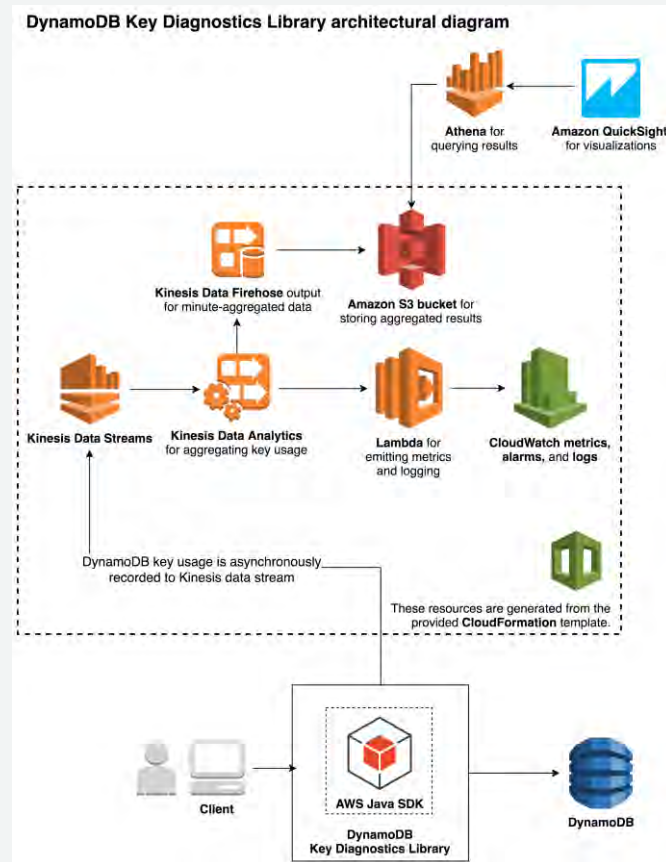 DynamoDB Key Diagnostics Library architectural diagram
Athena for
querying results
Amazon QuickSight
for visualizations
Kinesis Data Firehose output
for minute-aggregated data
Amazon S3 bucket for
storing aggregated results
Kinesis Data Streams
Kinesis Data Analytics
for aggregating key usage
Lambda for
emitting metrics
and logging
CloudWatch metrics,
alarms, and logs
DynamoDB key usage is asynchronously
recorded to Kinesis data stream
These resources are generated from the
provided CloudFormation template.
Client
AWS Java SDK
DynamoDB
Key Diagnostics Library
DynamoDB